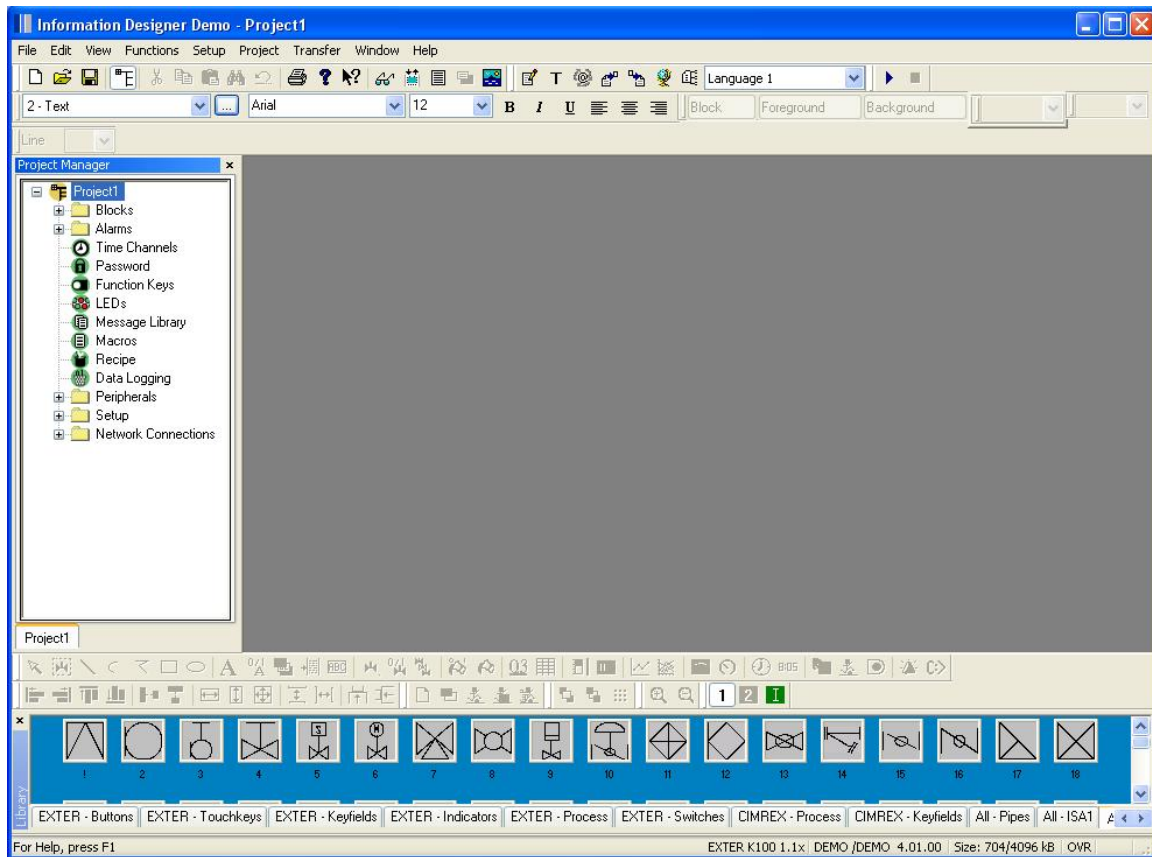 Information Designer Demo - Project1
File Edit View Functions Setup Project Transfer Window Help
T Language 1
2 - Text ... Arial 12 B I U Block Foreground Background
Line
Project Manager
Project1
Blocks
Alarms
Time Channels
Password
Function Keys
LEDs
Message Library
Macros
Recipe
Data Logging
Peripherals
Setup
Network Connections
Project1
A ABC 03 8:05
1 2 I
S M
1 2 3 4 5 6 7 8 9 10 11 12 13 14 15 16 17 18
Library
EXTER - Buttons EXTER - Touchkeys EXTER - Keyfields EXTER - Indicators EXTER - Process EXTER - Switches CIMREX - Process CIMREX - Keyfields All - Pipes All - ISA1
For Help, press F1 EXTER K100 1.1x DEMO /DEMO 4.01.00 Size: 704/4096 kB OVR